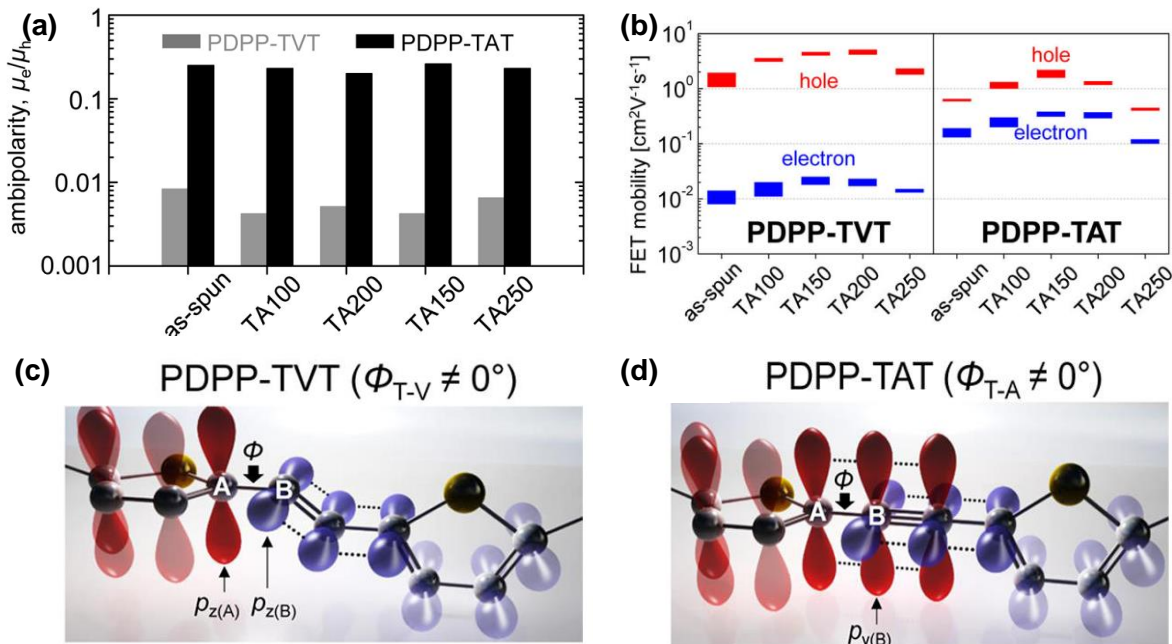 (a)
1
0.1
0.01
0.001
ambipolarity, μe/μh
PDPP-TVT PDPP-TAT
as-spun TA100 TA200 TA150 TA250
(b)
10¹
10⁰
10⁻¹
10⁻²
10⁻³
FET mobility [cm²V⁻¹s⁻¹]
hole
electron
PDPP-TVT
hole
electron
PDPP-TAT
as-spun TA100 TA150 TA200 TA250 as-spun TA100 TA150 TA200 TA250
(c)
PDPP-TVT (ΦT-V ≠ 0°)
Φ
A B
pz(A) pz(B)
(d)
PDPP-TAT (ΦT-A ≠ 0°)
Φ
A B
py(B)